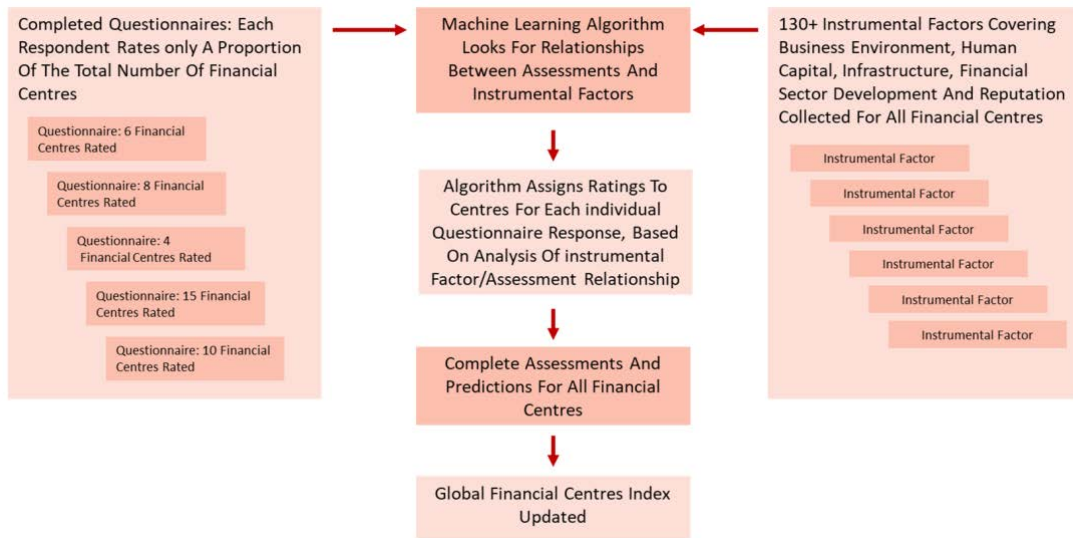 Completed Questionnaires: Each
Respondent Rates only A Proportion
Of The Total Number Of Financial
Centres
Questionnaire: 6 Financial
Centres Rated
Questionnaire: 8 Financial
Centres Rated
Questionnaire: 4
Financial Centres Rated
Questionnaire: 15 Financial
Centres Rated
Questionnaire: 10 Financial
Centres Rated
Machine Learning Algorithm
Looks For Relationships
Between Assessments And
Instrumental Factors
Algorithm Assigns Ratings To
Centres For Each individual
Questionnaire Response, Based
On Analysis Of instrumental
Factor/Assessment Relationship
Complete Assessments And
Predictions For All Financial
Centres
Global Financial Centres Index
Updated
130+ Instrumental Factors Covering
Business Environment, Human
Capital, Infrastructure, Financial
Sector Development And Reputation
Collected For All Financial Centres
Instrumental Factor
Instrumental Factor
Instrumental Factor
Instrumental Factor
Instrumental Factor
Instrumental Factor